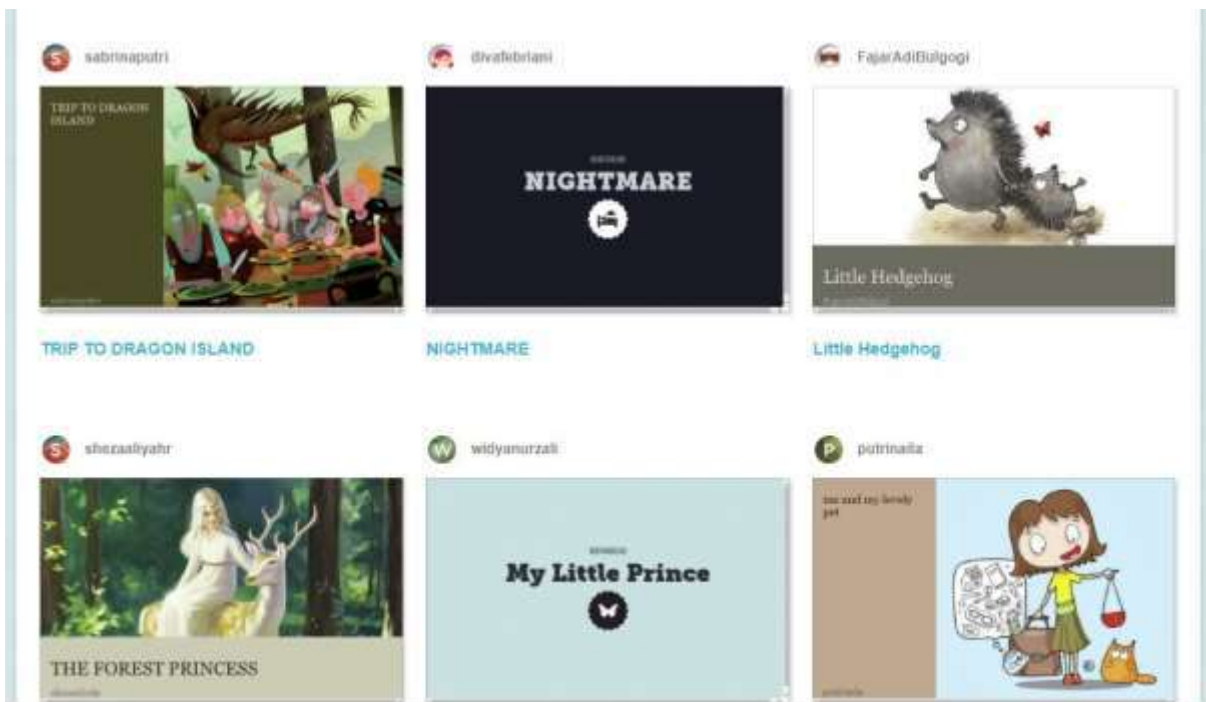 S sabrinaputri
divafebriani
FajarAdiBulgogi
TRIP TO DRAGON
ISLAND
NIGHTMARE
Little Hedgehog
TRIP TO DRAGON ISLAND
NIGHTMARE
Little Hedgehog
S shezaaliyahr
W widyanurzali
P putrinaila
THE FOREST PRINCESS
My Little Prince
me and my lovely
pet